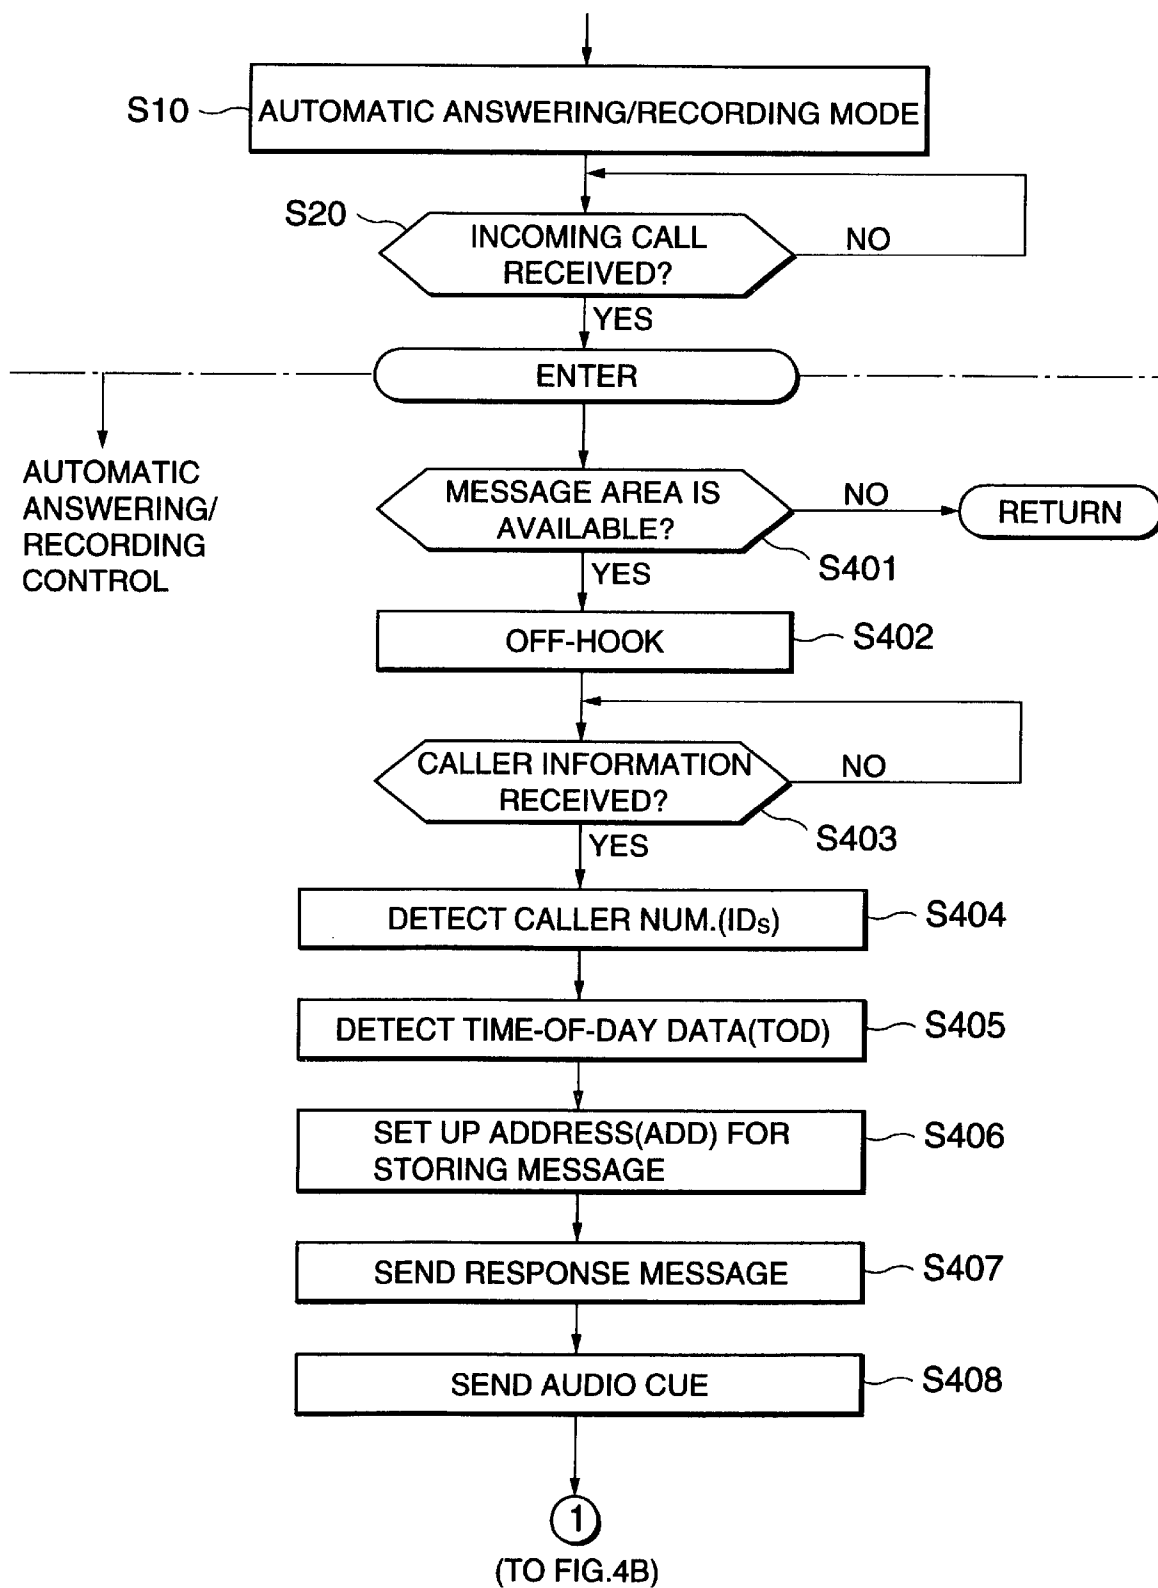 S10
AUTOMATIC ANSWERING/RECORDING MODE
S20
INCOMING CALL
RECEIVED?
NO
YES
ENTER
AUTOMATIC
ANSWERING/
RECORDING
CONTROL
MESSAGE AREA IS
AVAILABLE?
NO
RETURN
S401
YES
OFF-HOOK
S402
CALLER INFORMATION
RECEIVED?
NO
S403
YES
DETECT CALLER NUM.(IDs)
S404
DETECT TIME-OF-DAY DATA(TOD)
S405
SET UP ADDRESS(ADD) FOR
STORING MESSAGE
S406
SEND RESPONSE MESSAGE
S407
SEND AUDIO CUE
S408
1
(TO FIG.4B)